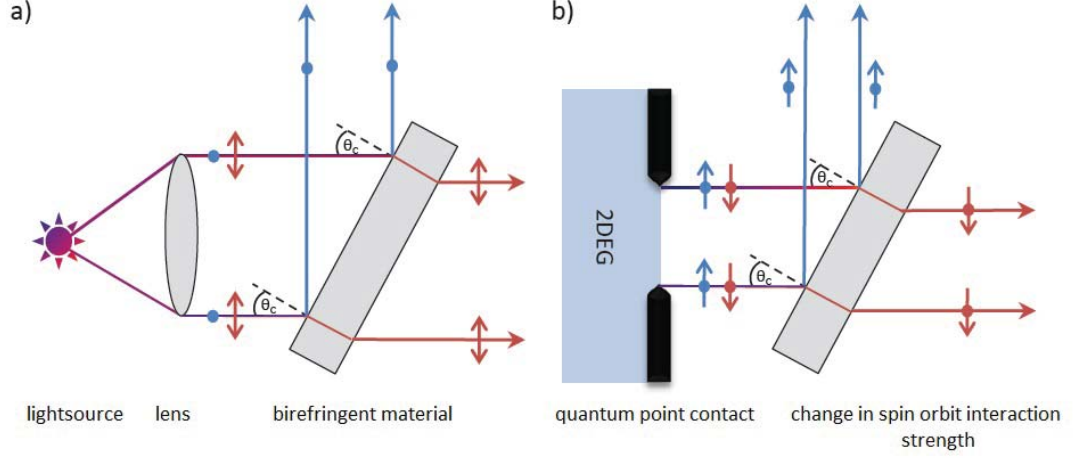 a)
θc
θc
lightsource lens birefringent material
b)
θc
θc
2DEG
quantum point contact change in spin orbit interaction
strength